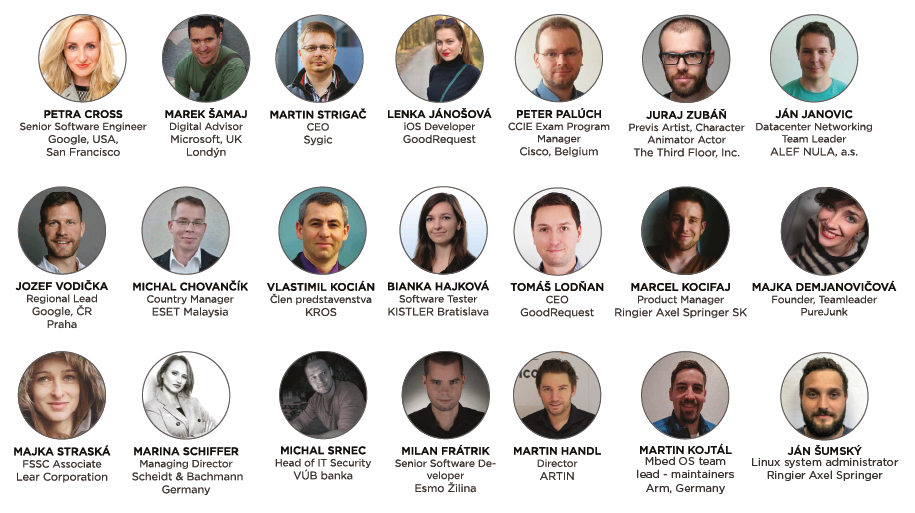 PETRA CROSS
Senior Software Engineer
Google, USA,
San Francisco
MAREK ŠAMAJ
Digital Advisor
Microsoft, UK
Londýn
MARTIN STRIGAČ
CEO
Sygic
LENKA JÁNOŠOVÁ
iOS Developer
GoodRequest
PETER PALÚCH
CCIE Exam Program
Manager
Cisco, Belgium
JURAJ ZUBÁŇ
Previs Artist, Character
Animator Actor
The Third Floor, Inc.
JÁN JANOVIC
Datacenter Networking
Team Leader
ALEF NULA, a.s.
JOZEF VODIČKA
Regional Lead
Google, ČR
Praha
MICHAL CHOVANČÍK
Country Manager
ESET Malaysia
VLASTIMIL KOCIÁN
Člen predstavenstva
KROS
BIANKA HAJKOVÁ
Software Tester
KISTLER Bratislava
TOMÁŠ LODŇAN
CEO
GoodRequest
MARCEL KOCIFAJ
Product Manager
Ringier Axel Springer SK
MAJKA DEMJANOVIČOVÁ
Founder, Teamleader
PureJunk
MAJKA STRASKÁ
FSSC Associate
Lear Corporation
MARINA SCHIFFER
Managing Director
Scheidt & Bachmann
Germany
MICHAL SRNEC
Head of IT Security
VÚB banka
MILAN FRÁTRIK
Senior Software De-
veloper
Esmo Žilina
MARTIN HANDL
Director
ARTIN
MARTIN KOJTÁL
Mbed OS team
lead - maintainers
Arm, Germany
JÁN ŠUMSKÝ
Linux system administrator
Ringier Axel Springer